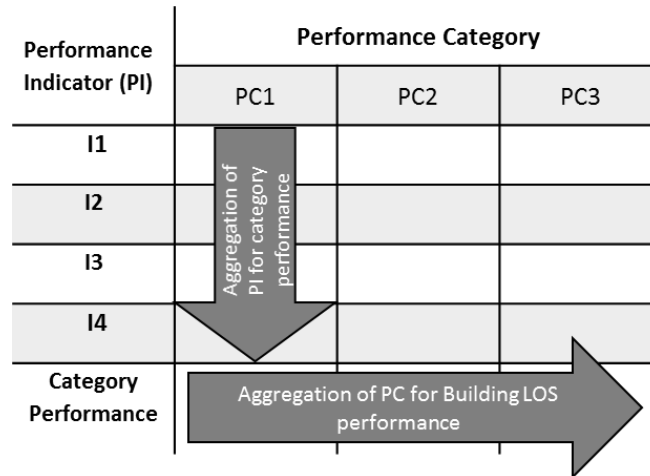 Performance
Indicator (PI)
Performance Category
PC1
PC2
PC3
I1
I2
I3
I4
Aggregation of
PI for category
performance
Category
Performance
Aggregation of PC for Building LOS
performance